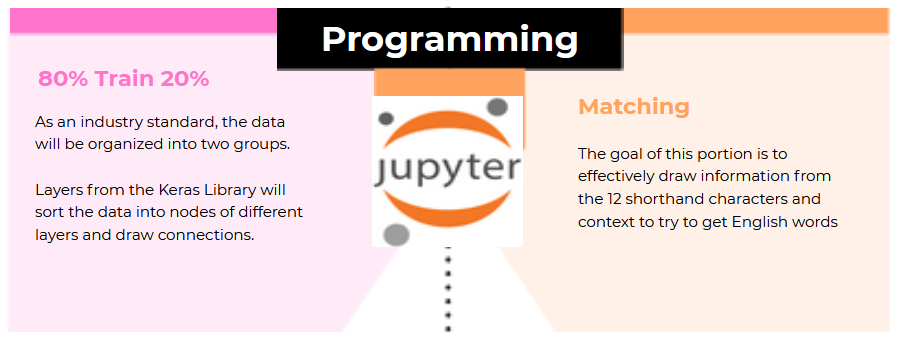 Programming
80% Train 20%
As an industry standard, the data
will be organized into two groups.
Layers from the Keras Library will
sort the data into nodes of different
layers and draw connections.
jupyter
Matching
The goal of this portion is to
effectively draw information from
the 12 shorthand characters and
context to try to get English words